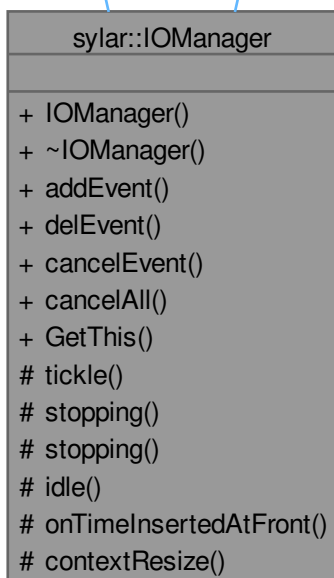 sylar::IOManager
+ IOManager()
+ ~IOManager()
+ addEvent()
+ delEvent()
+ cancelEvent()
+ cancelAll()
+ GetThis()
# tickle()
# stopping()
# stopping()
# idle()
# onTimeInsertedAtFront()
# contextResize()